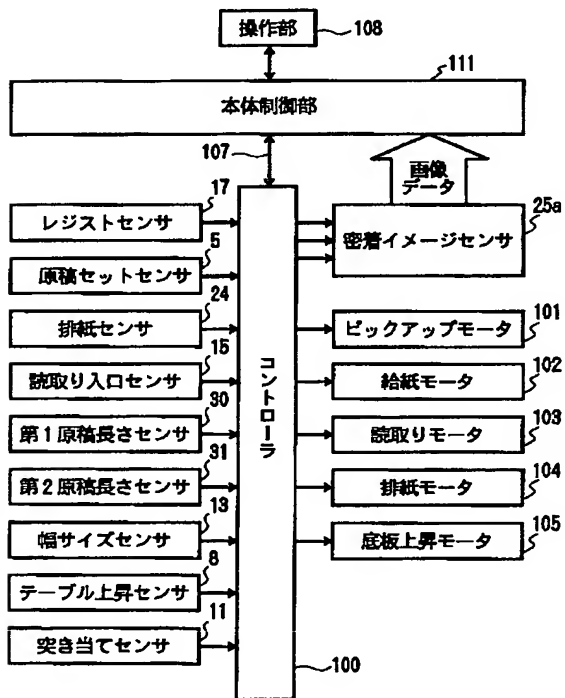 操作部
108
111
本体制御部
107
画像
データ
17
レジストセンサ
25a
密着イメージセンサ
5
原稿セットセンサ
24
排紙センサ
ピックアップモータ
101
15
読取り入口センサ
給紙モータ
102
30
第1原稿長さセンサ
読取りモータ
103
31
第2原稿長さセンサ
排紙モータ
104
13
幅サイズセンサ
底板上昇モータ
105
8
テーブル上昇センサ
11
突き当てセンサ
コントローラ
100